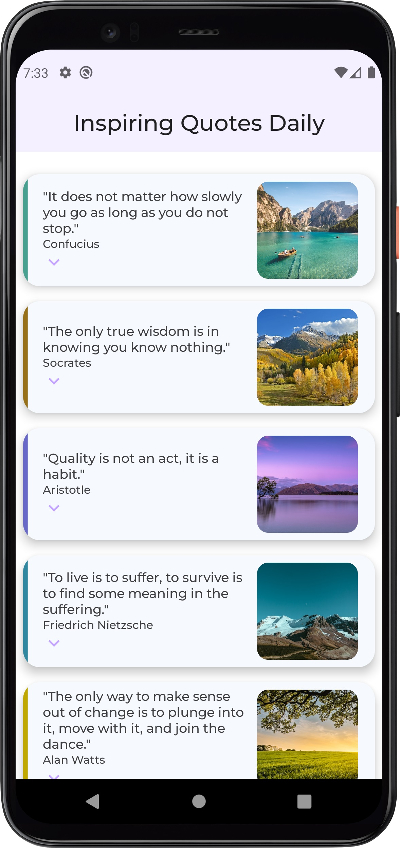 7:33
Inspiring Quotes Daily
"It does not matter how slowly
you go as long as you do not
stop."
Confucius
"The only true wisdom is in
knowing you know nothing."
Socrates
"Quality is not an act, it is a
habit."
Aristotle
"To live is to suffer, to survive is
to find some meaning in the
suffering."
Friedrich Nietzsche
"The only way to make sense
out of change is to plunge into
it, move with it, and join the
dance."
Alan Watts